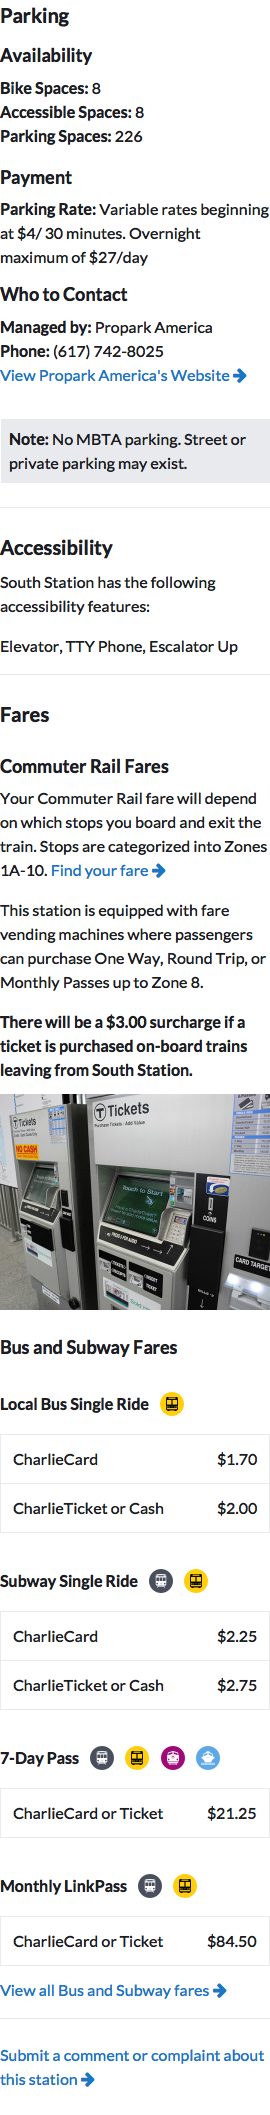 Parking
Availability
Bike Spaces: 8
Accessible Spaces: 8
Parking Spaces: 226
Payment
Parking Rate: Variable rates beginning
at $4/ 30 minutes. Overnight
maximum of $27/day
Who to Contact
Managed by: Propark America
Phone: (617) 742-8025
View Propark America's Website
Note: No MBTA parking. Street or
private parking may exist.
Accessibility
South Station has the following
accessibility features:
Elevator, TTY Phone, Escalator Up
Fares
Commuter Rail Fares
Your Commuter Rail fare will depend
on which stops you board and exit the
train. Stops are categorized into Zones
1A-10. Find your fare
This station is equipped with fare
vending machines where passengers
can purchase One Way, Round Trip, or
Monthly Passes up to Zone 8.
There will be a $3.00 surcharge if a
ticket is purchased on-board trains
leaving from South Station.
T Tickets
Purchase Tickets · Add Value
T Tickets
NO CASH
Touch to Start
COINS
CARD TARGET
Bus and Subway Fares
Local Bus Single Ride
CharlieCard $1.70
CharlieTicket or Cash $2.00
Subway Single Ride
CharlieCard $2.25
CharlieTicket or Cash $2.75
7-Day Pass
CharlieCard or Ticket $21.25
Monthly LinkPass
CharlieCard or Ticket $84.50
View all Bus and Subway fares
Submit a comment or complaint about
this station